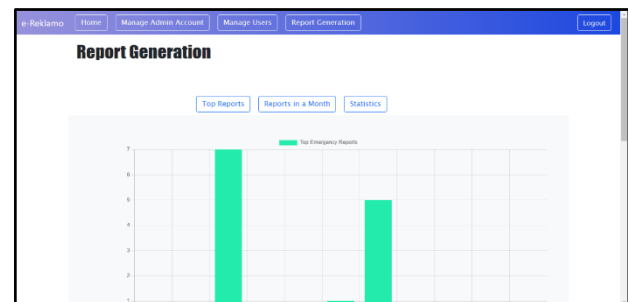 e-Reklamo Home Manage Admin Account Manage Users Report Generation Logout
Report Generation
Top Reports Reports in a Month Statistics
Top Emergency Reports
7
6
5
4
3
2
1